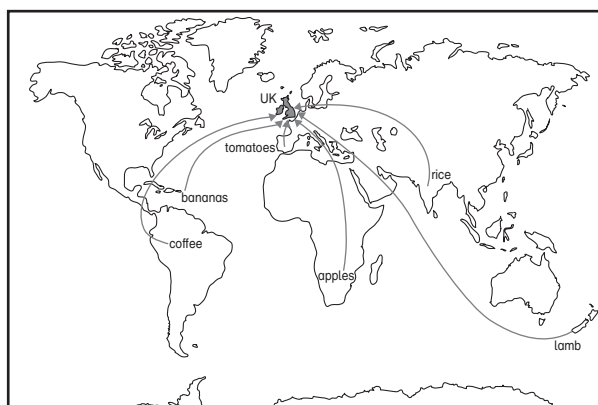 UK
tomatoes
bananas
rice
coffee
apples
lamb